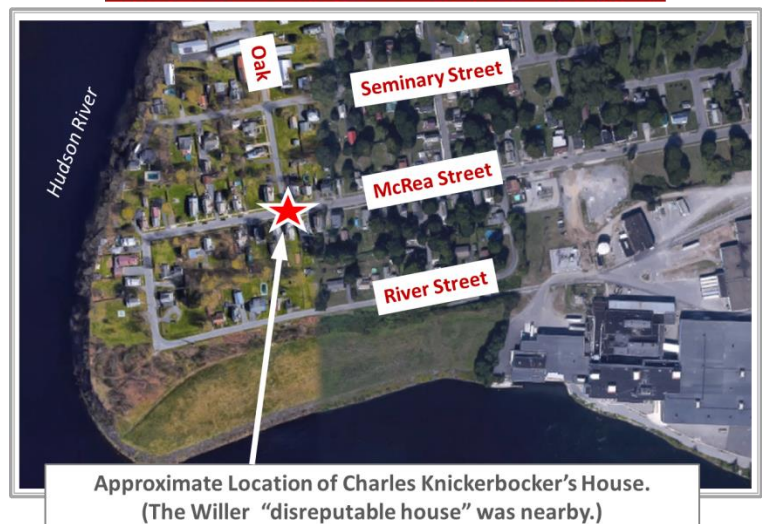 Oak
Seminary Street
Hudson River
McRea Street
River Street
Approximate Location of Charles Knickerbocker's House.
(The Willer "disreputable house" was nearby.)